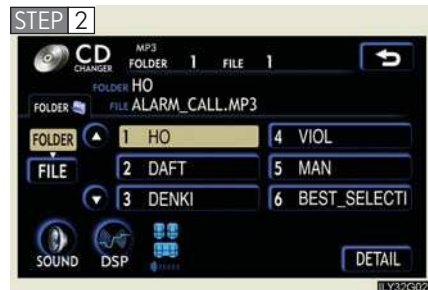 STEP 2
CD CHANGER MP3 FOLDER 1 FILE 1
FOLDER HO
FOLDER FILE ALARM_CALL.MP3
FOLDER 1 HO 4 VIOL
FILE 2 DAFT 5 MAN
3 DENKI 6 BEST_SELECTI
SOUND DSP DETAIL
ILY32G02